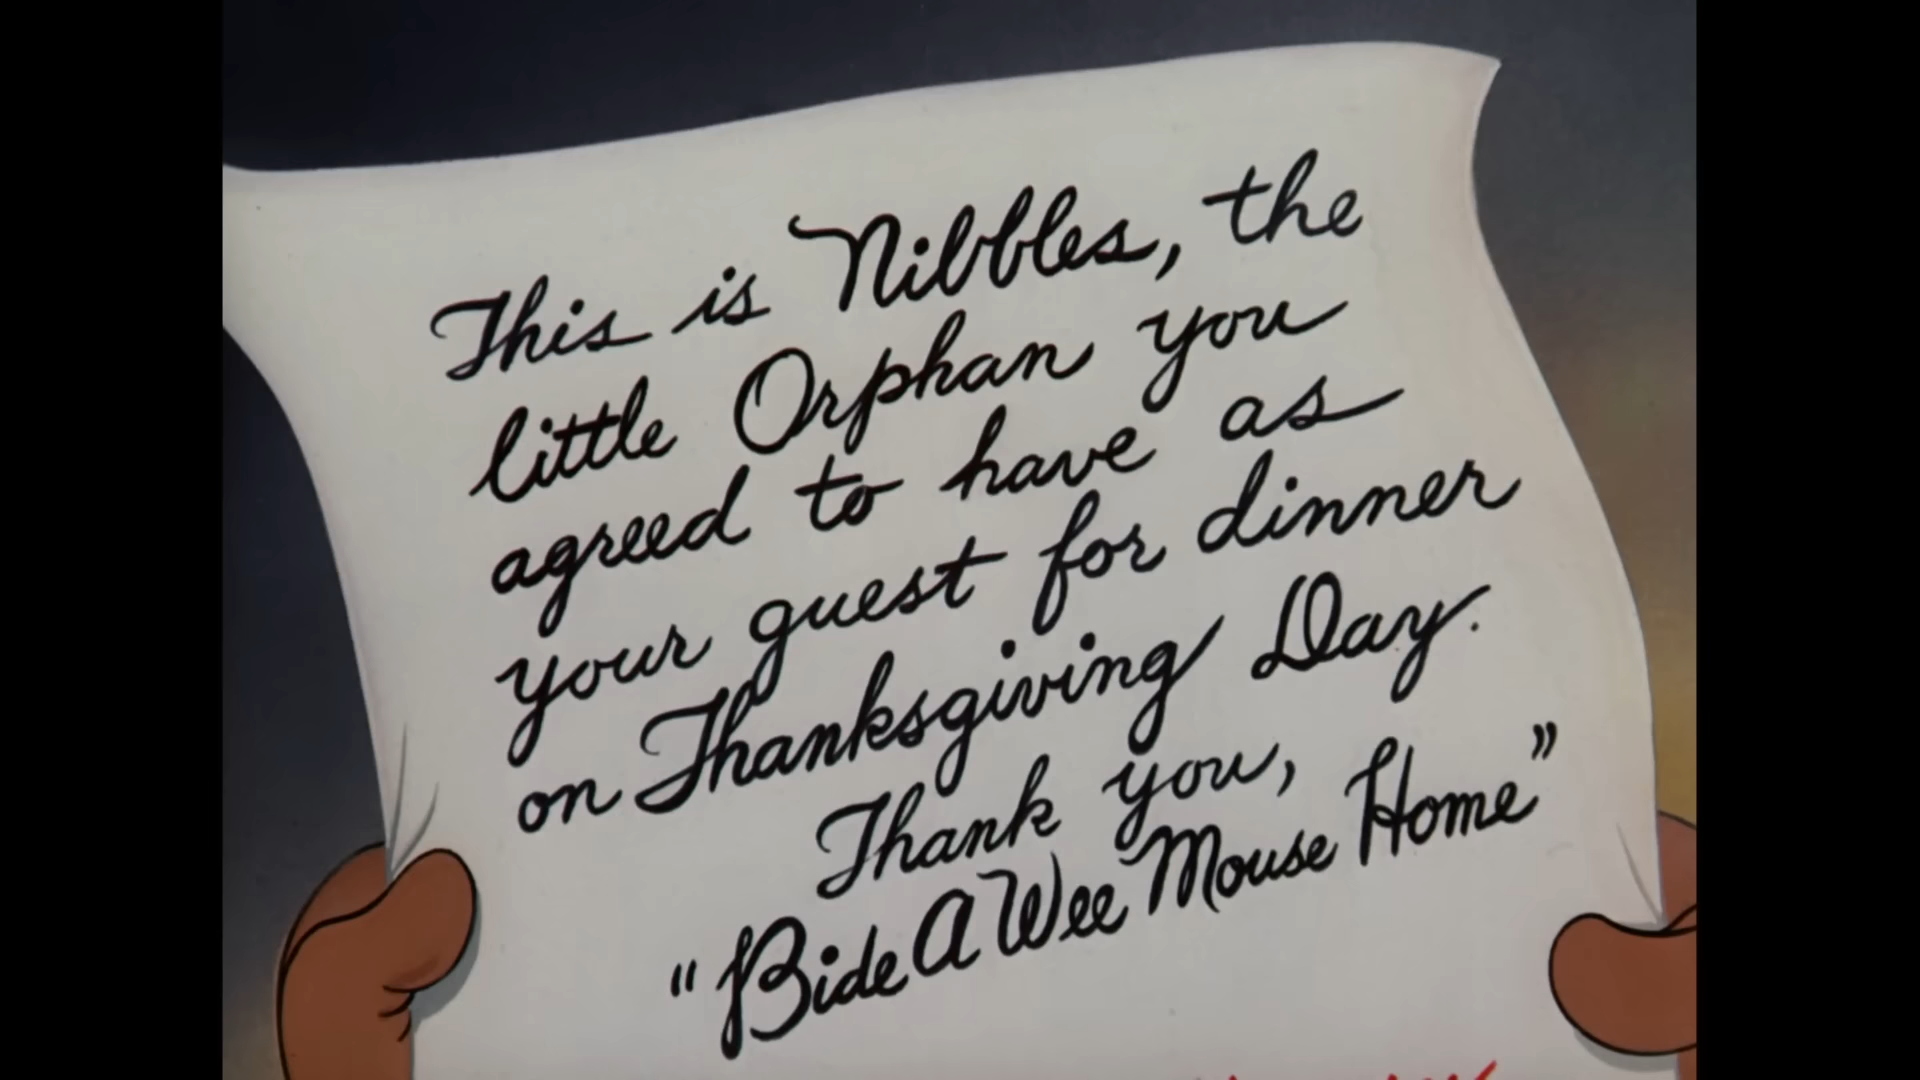 This is Nibbles, the
little Orphan you
agreed to have as
your guest for dinner
on Thanksgiving Day.
Thank you,
"Bide A Wee Mouse Home"